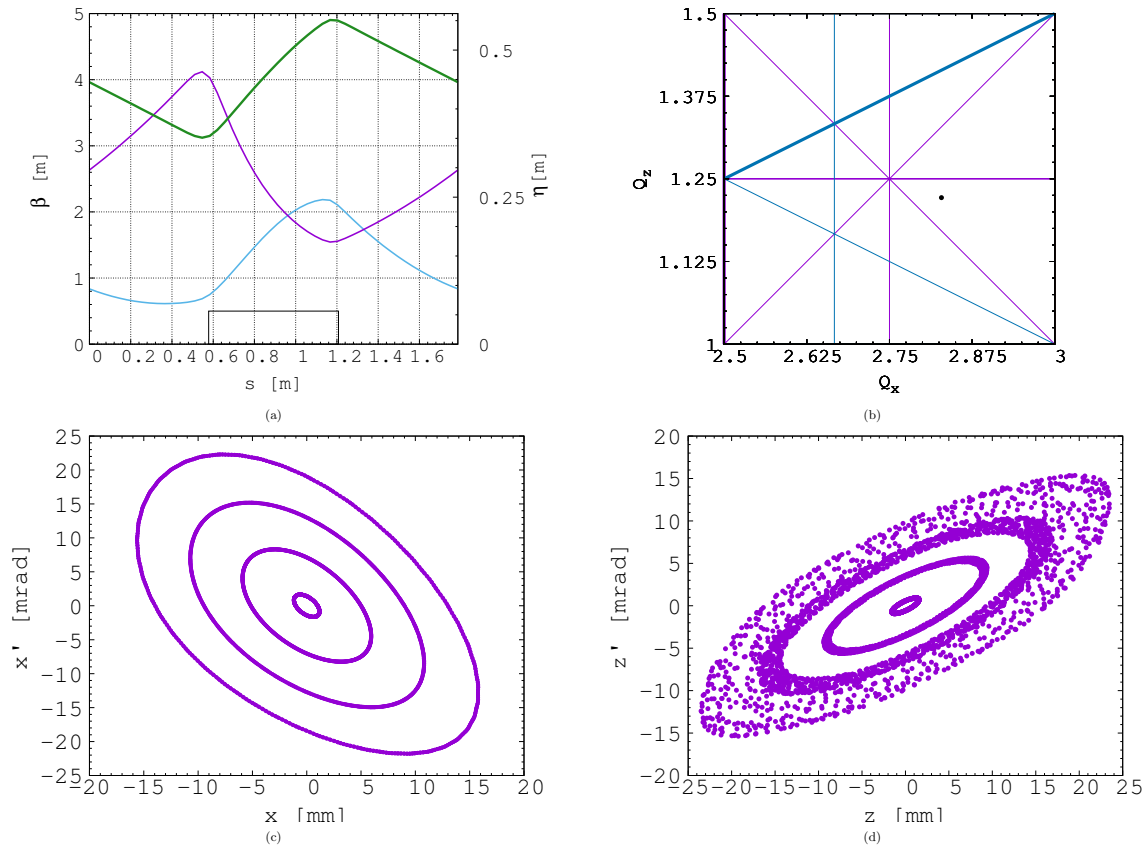 5
4
3
2
1
0
β [m]
0.5
0.25
0
η [m]
0 0.2 0.4 0.6 0.8 1 1.2 1.4 1.6
s [m]
(a)
1.5
1.375
1.25
1.125
1
Q_z
2.5 2.625 2.75 2.875 3
Q_x
(b)
25
20
15
10
5
0
−5
−10
−15
−20
−25
x' [mrad]
−20 −15 −10 −5 0 5 10 15 20
x [mm]
(c)
20
15
10
5
0
−5
−10
−15
−20
z' [mrad]
−25 −20 −15 −10 −5 0 5 10 15 20 25
z [mm]
(d)